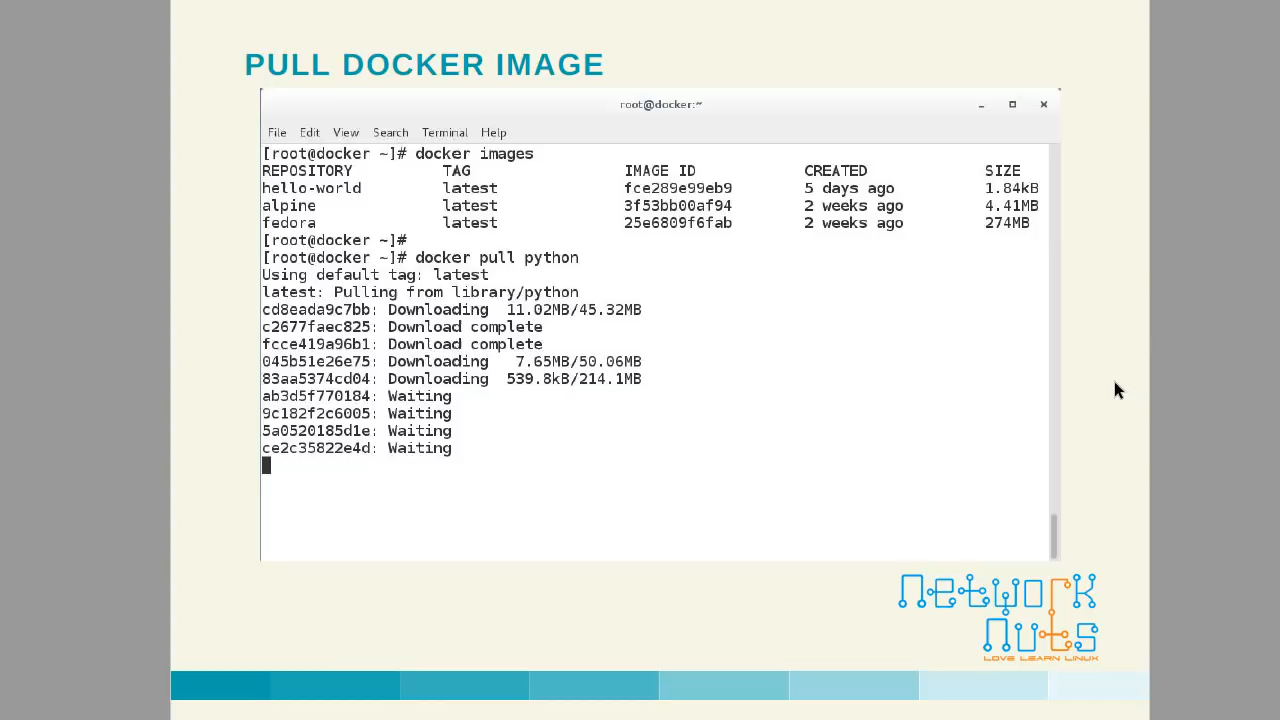 PULL DOCKER IMAGE
root@docker:~
File Edit View Search Terminal Help
[root@docker ~]# docker images
REPOSITORY TAG IMAGE ID CREATED SIZE
hello-world latest fce289e99eb9 5 days ago 1.84kB
alpine latest 3f53bb00af94 2 weeks ago 4.41MB
fedora latest 25e6809f6fab 2 weeks ago 274MB
[root@docker ~]#
[root@docker ~]# docker pull python
Using default tag: latest
latest: Pulling from library/python
cd8eada9c7bb: Downloading 11.02MB/45.32MB
c2677faec825: Download complete
fcce419a96b1: Download complete
045b51e26e75: Downloading 7.65MB/50.06MB
83aa5374cd04: Downloading 539.8kB/214.1MB
ab3d5f770184: Waiting
9c182f2c6005: Waiting
5a0520185d1e: Waiting
ce2c35822e4d: Waiting
network
nuts
LOVE LEARN LINUX